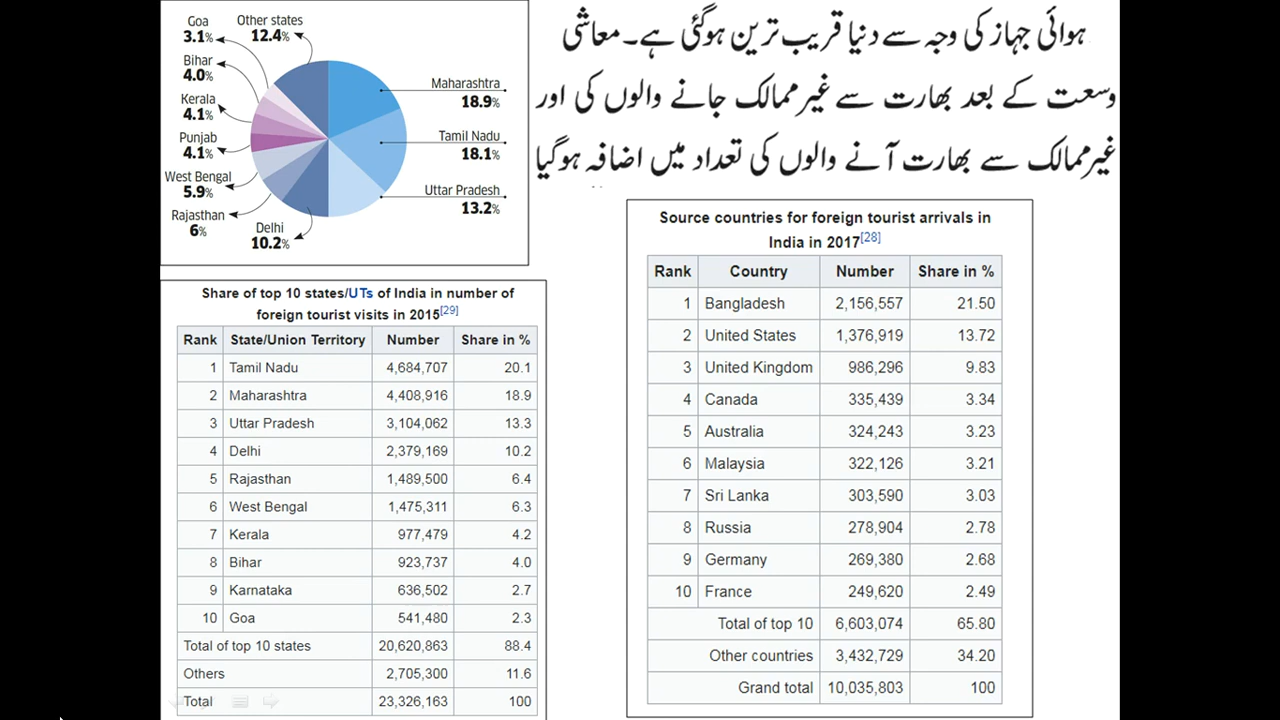 Goa
3.1%
Other states
12.4%
Bihar
4.0%
Kerala
4.1%
Punjab
4.1%
West Bengal
5.9%
Rajasthan
6%
Delhi
10.2%
Maharashtra
18.9%
Tamil Nadu
18.1%
Uttar Pradesh
13.2%
ہوائی جہاز کی وجہ سے دنیا قریب ترین ہوگئی ہے۔ معاشی
وسعت کے بعد بھارت سے غیر ممالک جانے والوں کی اور
غیر ممالک سے بھارت آنے والوں کی تعداد میں اضافہ ہوگیا
Share of top 10 states/UTs of India in number of
foreign tourist visits in 2015[29]
Rank State/Union Territory Number Share in %
1 Tamil Nadu 4,684,707 20.1
2 Maharashtra 4,408,916 18.9
3 Uttar Pradesh 3,104,062 13.3
4 Delhi 2,379,169 10.2
5 Rajasthan 1,489,500 6.4
6 West Bengal 1,475,311 6.3
7 Kerala 977,479 4.2
8 Bihar 923,737 4.0
9 Karnataka 636,502 2.7
10 Goa 541,480 2.3
Total of top 10 states 20,620,863 88.4
Others 2,705,300 11.6
Total 23,326,163 100
Source countries for foreign tourist arrivals in
India in 2017[28]
Rank Country Number Share in %
1 Bangladesh 2,156,557 21.50
2 United States 1,376,919 13.72
3 United Kingdom 986,296 9.83
4 Canada 335,439 3.34
5 Australia 324,243 3.23
6 Malaysia 322,126 3.21
7 Sri Lanka 303,590 3.03
8 Russia 278,904 2.78
9 Germany 269,380 2.68
10 France 249,620 2.49
Total of top 10 6,603,074 65.80
Other countries 3,432,729 34.20
Grand total 10,035,803 100